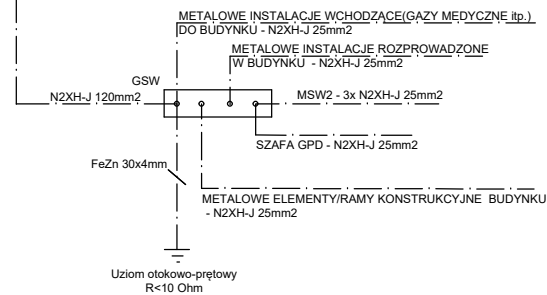 METALOWE INSTALACJE WCHODZĄCE(GAZY MEDYCZNE itp.)
DO BUDYNKU - N2XH-J 25mm2
METALOWE INSTALACJE ROZPROWADZONE
W BUDYNKU - N2XH-J 25mm2
GSW
N2XH-J 120mm2
MSW2 - 3x N2XH-J 25mm2
SZAFA GPD - N2XH-J 25mm2
FeZn 30x4mm
METALOWE ELEMENTY/RAMY KONSTRUKCYJNE BUDYNKU
- N2XH-J 25mm2
Uziom otokowo-prętowy
R<10 Ohm